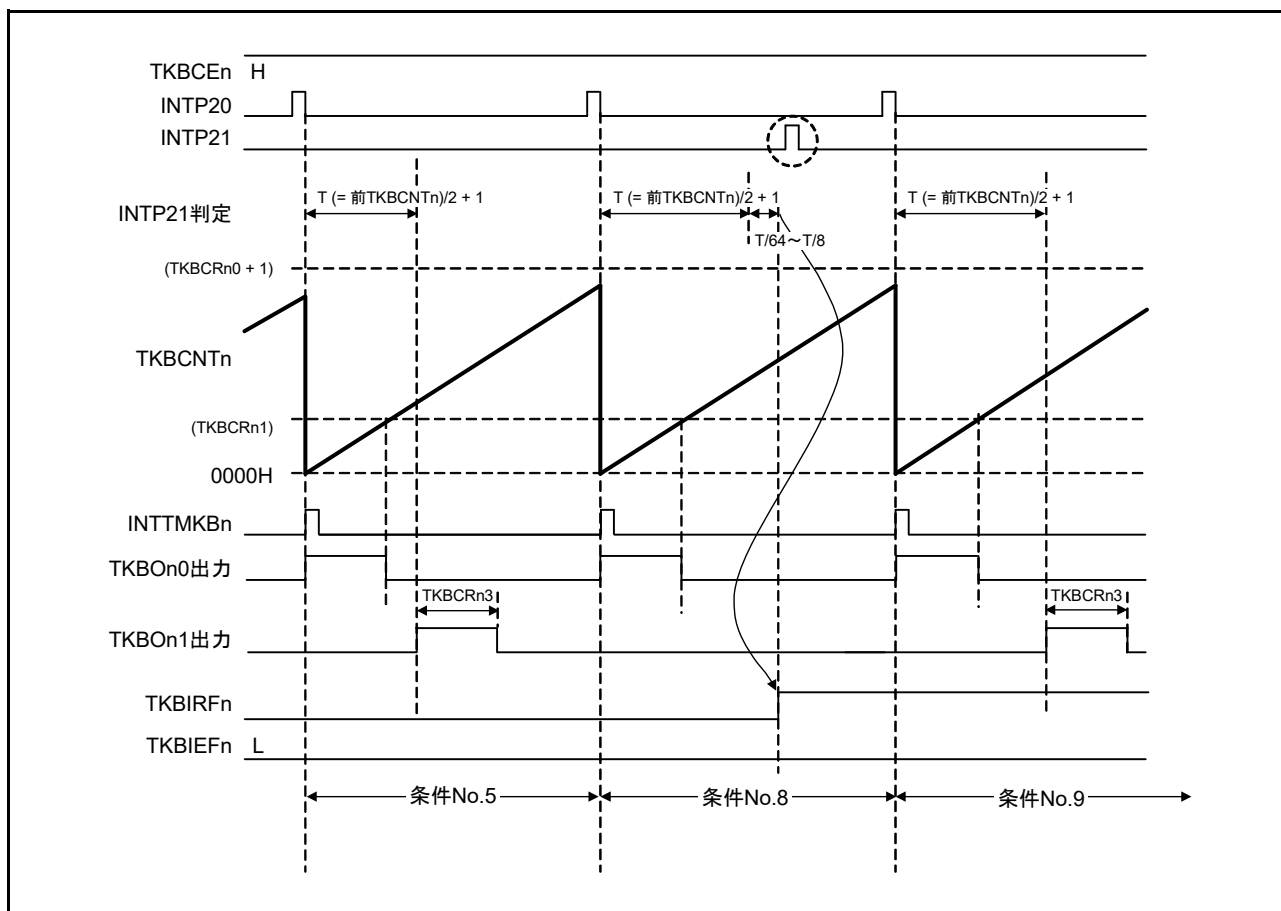 TKBCEn H
INTP20
INTP21
INTP21判定
T (= 前TKBCNTn)/2 + 1
T (= 前TKBCNTn)/2 + 1
T (= 前TKBCNTn)/2 + 1
T/64～T/8
(TKBCRn0 + 1)
TKBCNTn
(TKBCRn1)
0000H
INTTMKBn
TKBOn0出力
TKBCRn3
TKBCRn3
TKBOn1出力
TKBIRFn
TKBIEFn L
条件No.5
条件No.8
条件No.9